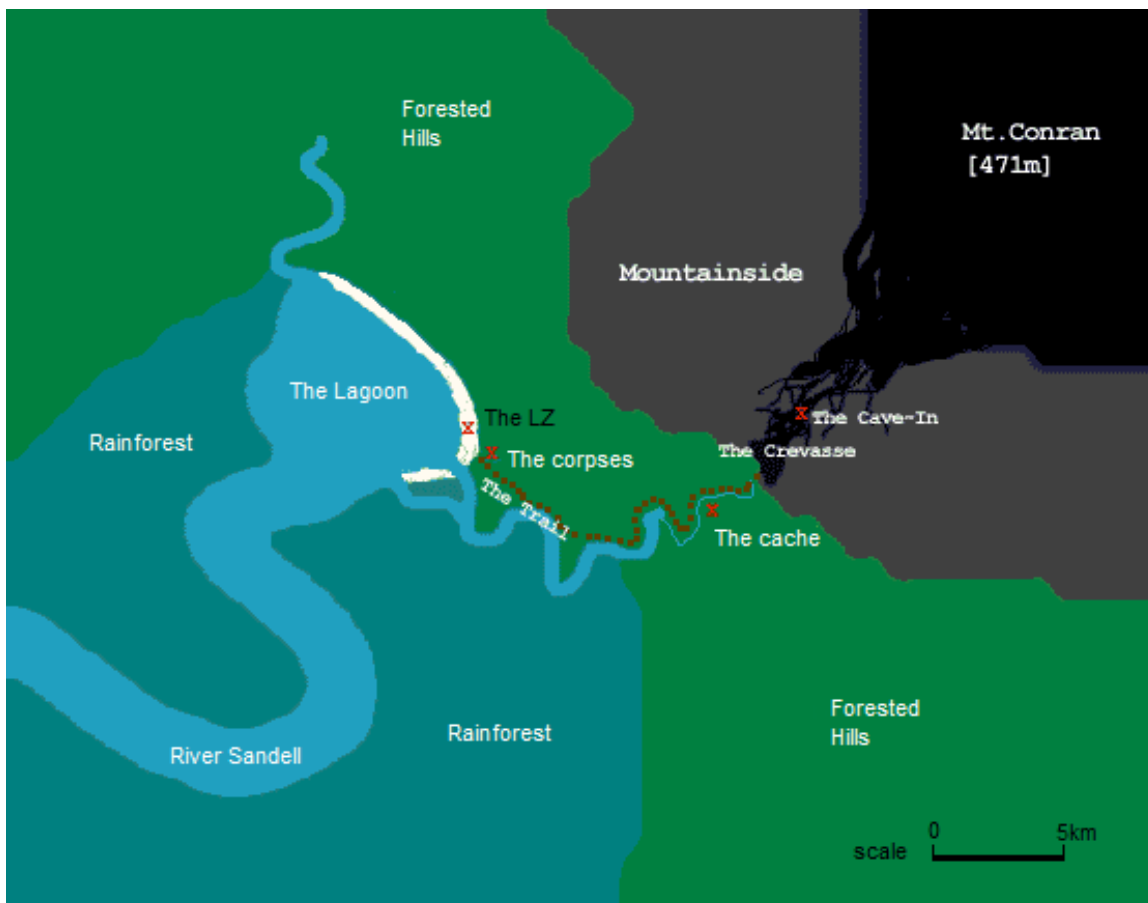 Forested
Hills
Mt.Conran
[471m]
Mountainside
The Lagoon
The LZ
The Cave-In
Rainforest
The corpses
The Crevasse
The Trail
The cache
Forested
Hills
Rainforest
River Sandell
0 5km
scale